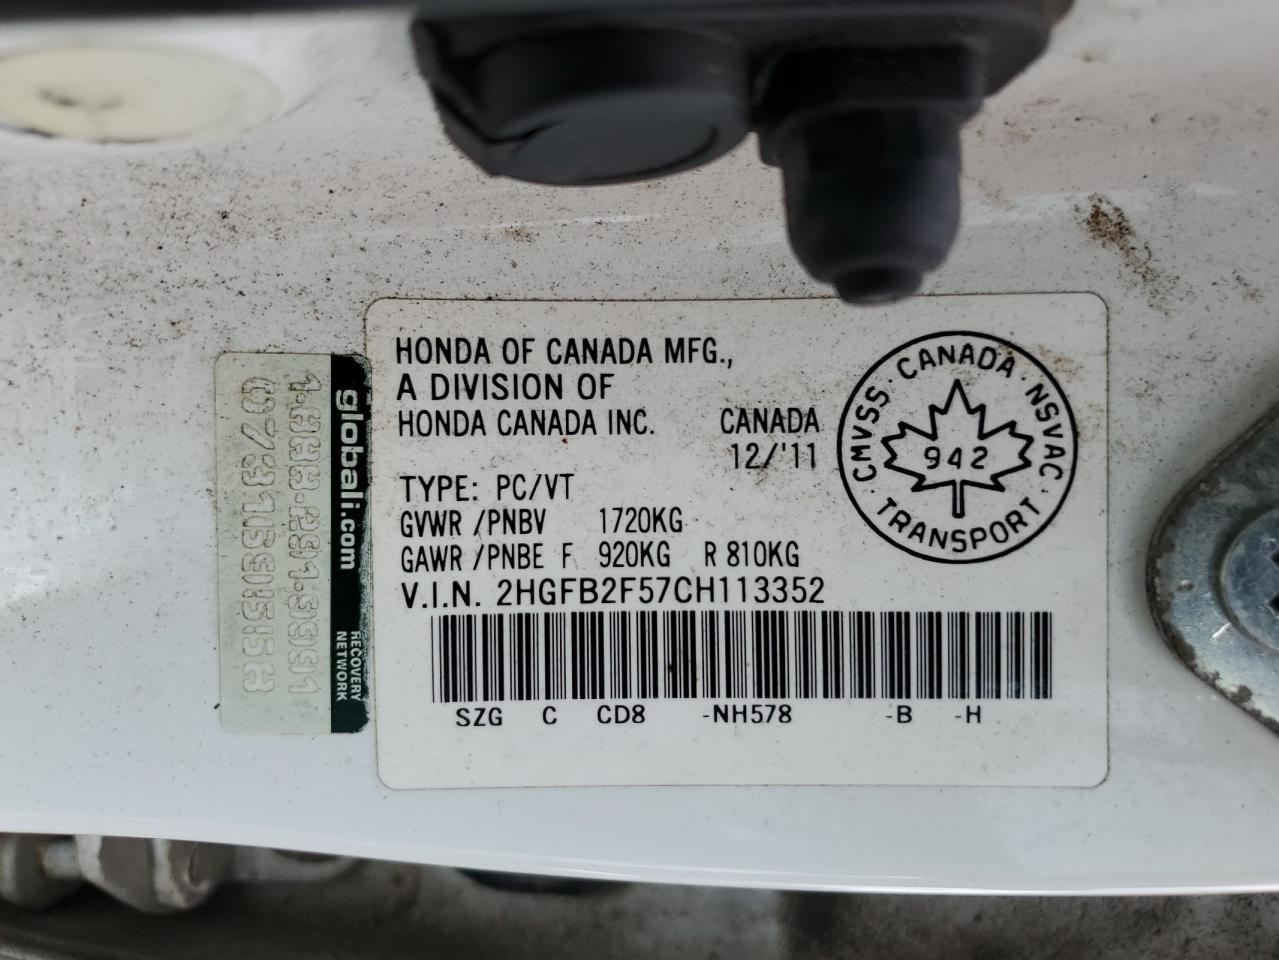 HONDA OF CANADA MFG.,
A DIVISION OF
HONDA CANADA INC.
CANADA
12/'11
TYPE: PC/VT
GVWR /PNBV 1720KG
GAWR /PNBE F 920KG R 810KG
V.I.N. 2HGFB2F57CH113352
SZG C CD8 -NH578 -B -H
CMVSS · CANADA · NSVAC · TRANSPORT ·
942
globali.com
RECOVERY
NETWORK